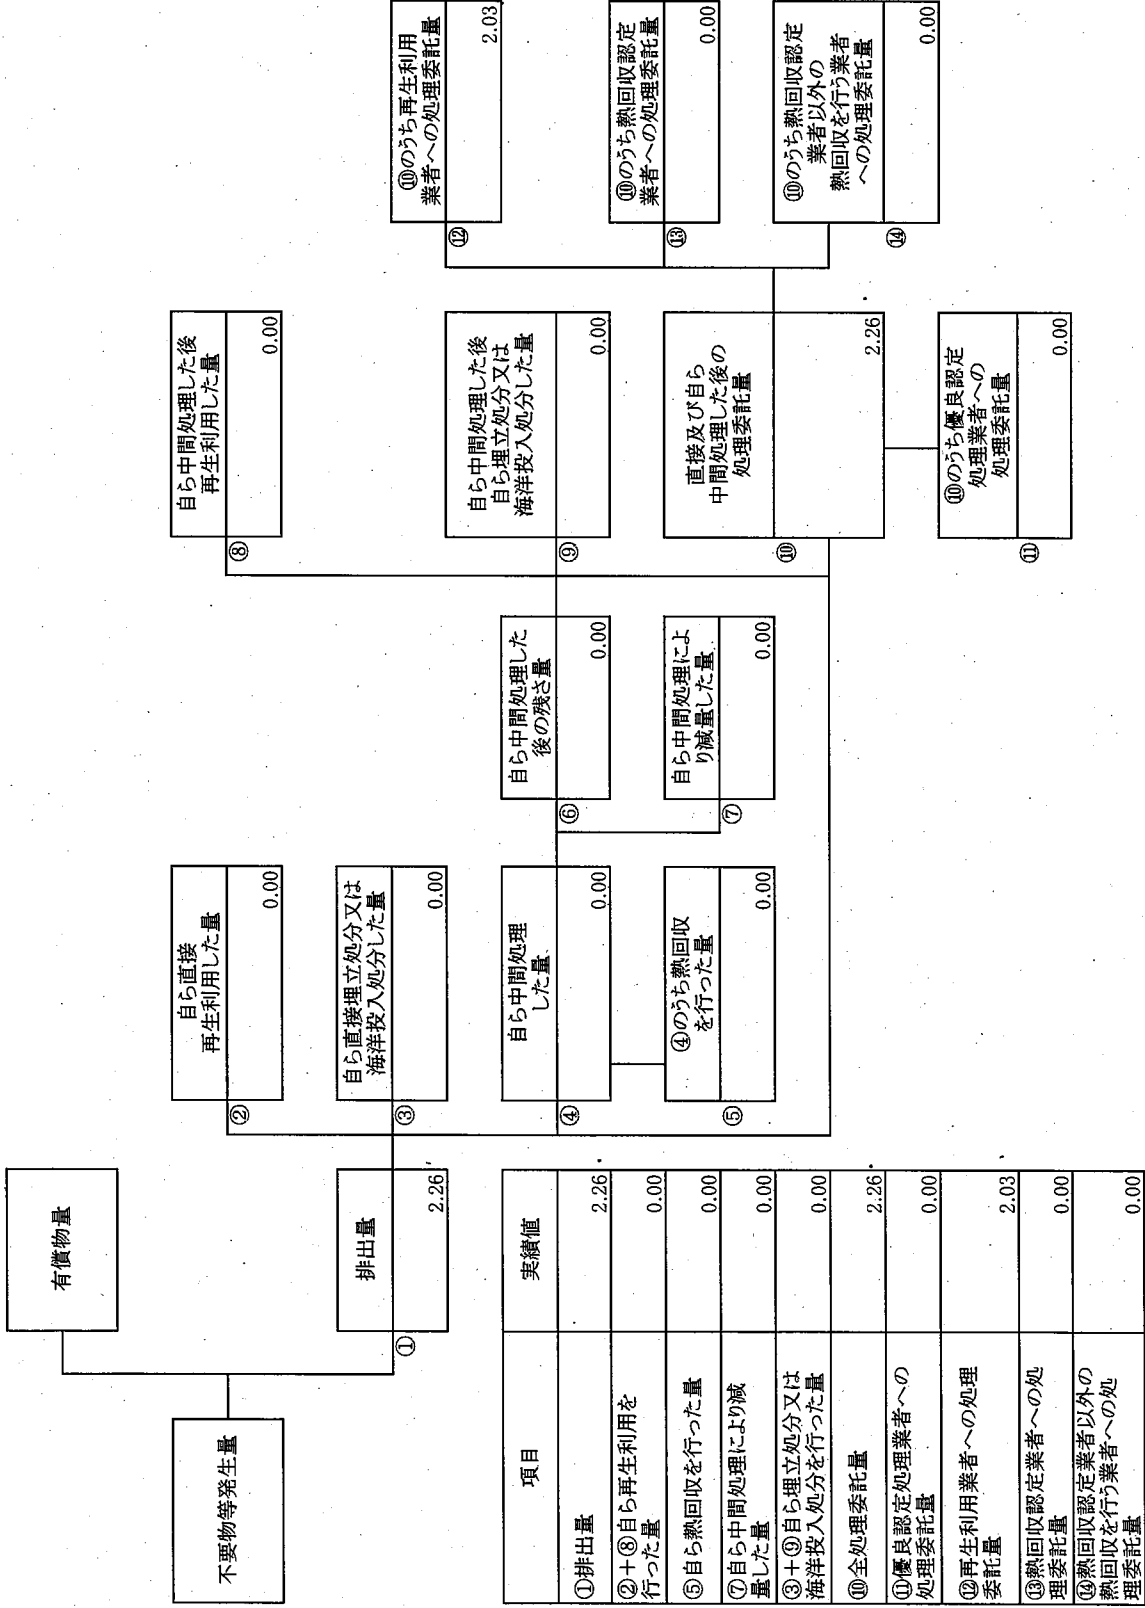 不要物等発生量
有償物量
排出量
①
2.26
自ら直接
再生利用した量
②
0.00
自ら直接埋立処分又は
海洋投入処分した量
③
0.00
自ら中間処理
した量
④
0.00
④のうち熱回収
を行った量
⑤
0.00
自ら中間処理した
後の残さ量
⑥
0.00
自ら中間処理によ
り減量した量
⑦
0.00
自ら中間処理した後
再生利用した量
⑧
0.00
自ら中間処理した後
自ら埋立処分又は
海洋投入処分した量
⑨
0.00
直接及び自ら
中間処理した後の
処理委託量
⑩
2.26
⑩のうち優良認定
処理業者への
処理委託量
⑪
0.00
⑩のうち再生利用
業者への処理委託量
⑫
2.03
⑩のうち熱回収認定
業者への処理委託量
⑬
0.00
⑩のうち熱回収認定
業者以外の
熱回収を行う業者
への処理委託量
⑭
0.00
項目 実績値
①排出量 2.26
②+⑧自ら再生利用を
行った量 0.00
⑤自ら熱回収を行った量 0.00
⑦自ら中間処理により減
量した量 0.00
③+⑨自ら埋立処分又は
海洋投入処分を行った量 0.00
⑩全処理委託量 2.26
⑪優良認定処理業者への
処理委託量 0.00
⑫再生利用業者への処理
委託量 2.03
⑬熱回収認定業者への処
理委託量 0.00
⑭熱回収認定業者以外の
熱回収を行う業者への処
理委託量 0.00